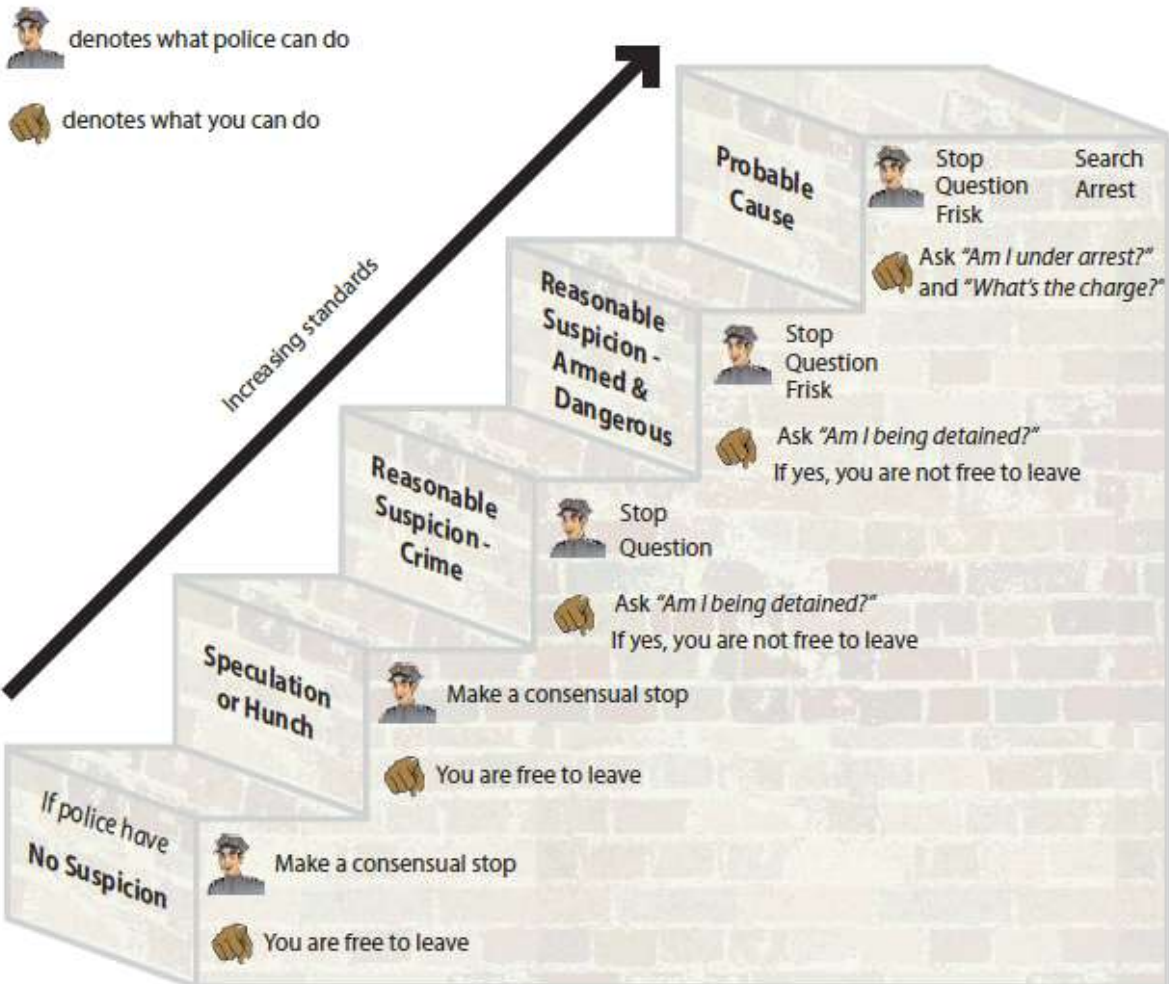 denotes what police can do
denotes what you can do
Increasing standards
Probable
Cause
Stop
Question
Frisk
Search
Arrest
Ask "Am I under arrest?"
and "What's the charge?"
Reasonable
Suspicion -
Armed &
Dangerous
Stop
Question
Frisk
Ask "Am I being detained?"
If yes, you are not free to leave
Reasonable
Suspicion -
Crime
Stop
Question
Ask "Am I being detained?"
If yes, you are not free to leave
Speculation
or Hunch
Make a consensual stop
You are free to leave
If police have
No Suspicion
Make a consensual stop
You are free to leave